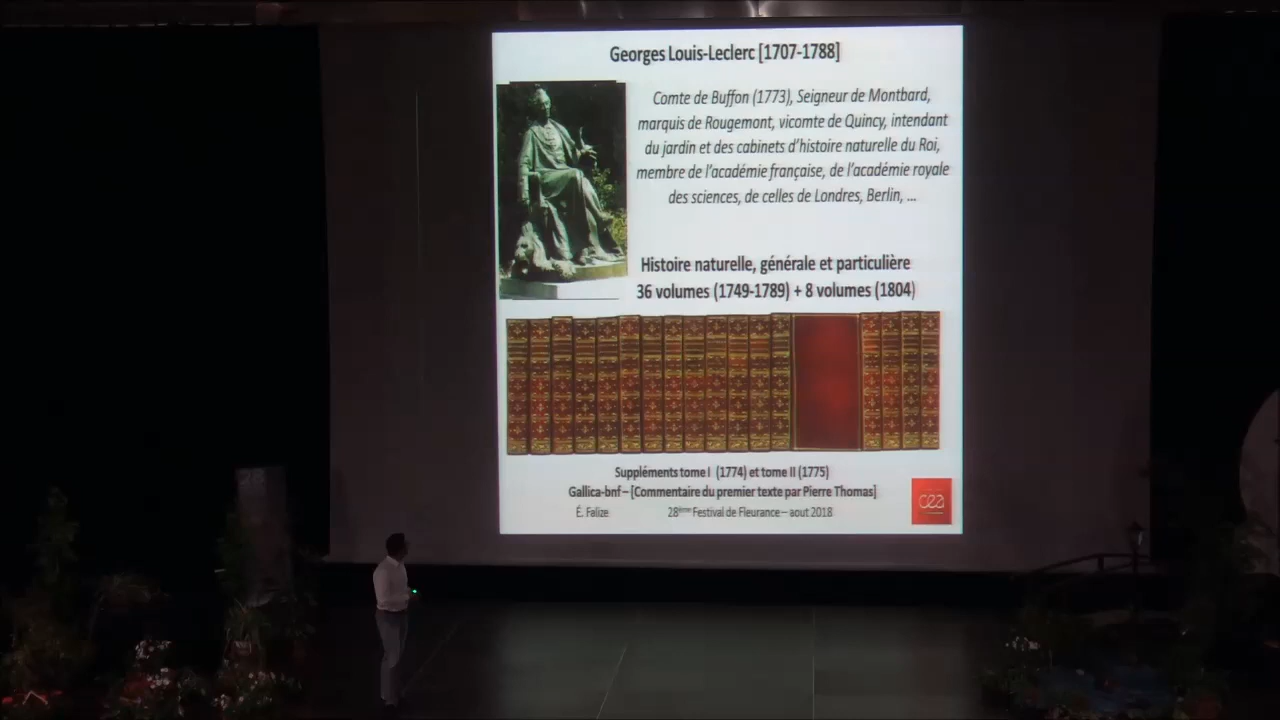 Georges Louis-Leclerc [1707-1788]
Comte de Buffon (1773), Seigneur de Montbard,
marquis de Rougemont, vicomte de Quincy, intendant
du jardin et des cabinets d'histoire naturelle du Roi,
membre de l'académie française, de l'académie royale
des sciences, de celles de Londres, Berlin, ...
Histoire naturelle, générale et particulière
36 volumes (1749-1789) + 8 volumes (1804)
Suppléments tome I (1774) et tome II (1775)
Gallica-bnf – [Commentaire du premier texte par Pierre Thomas]
É. Falize
28ème Festival de Fleurance – aout 2018
cea